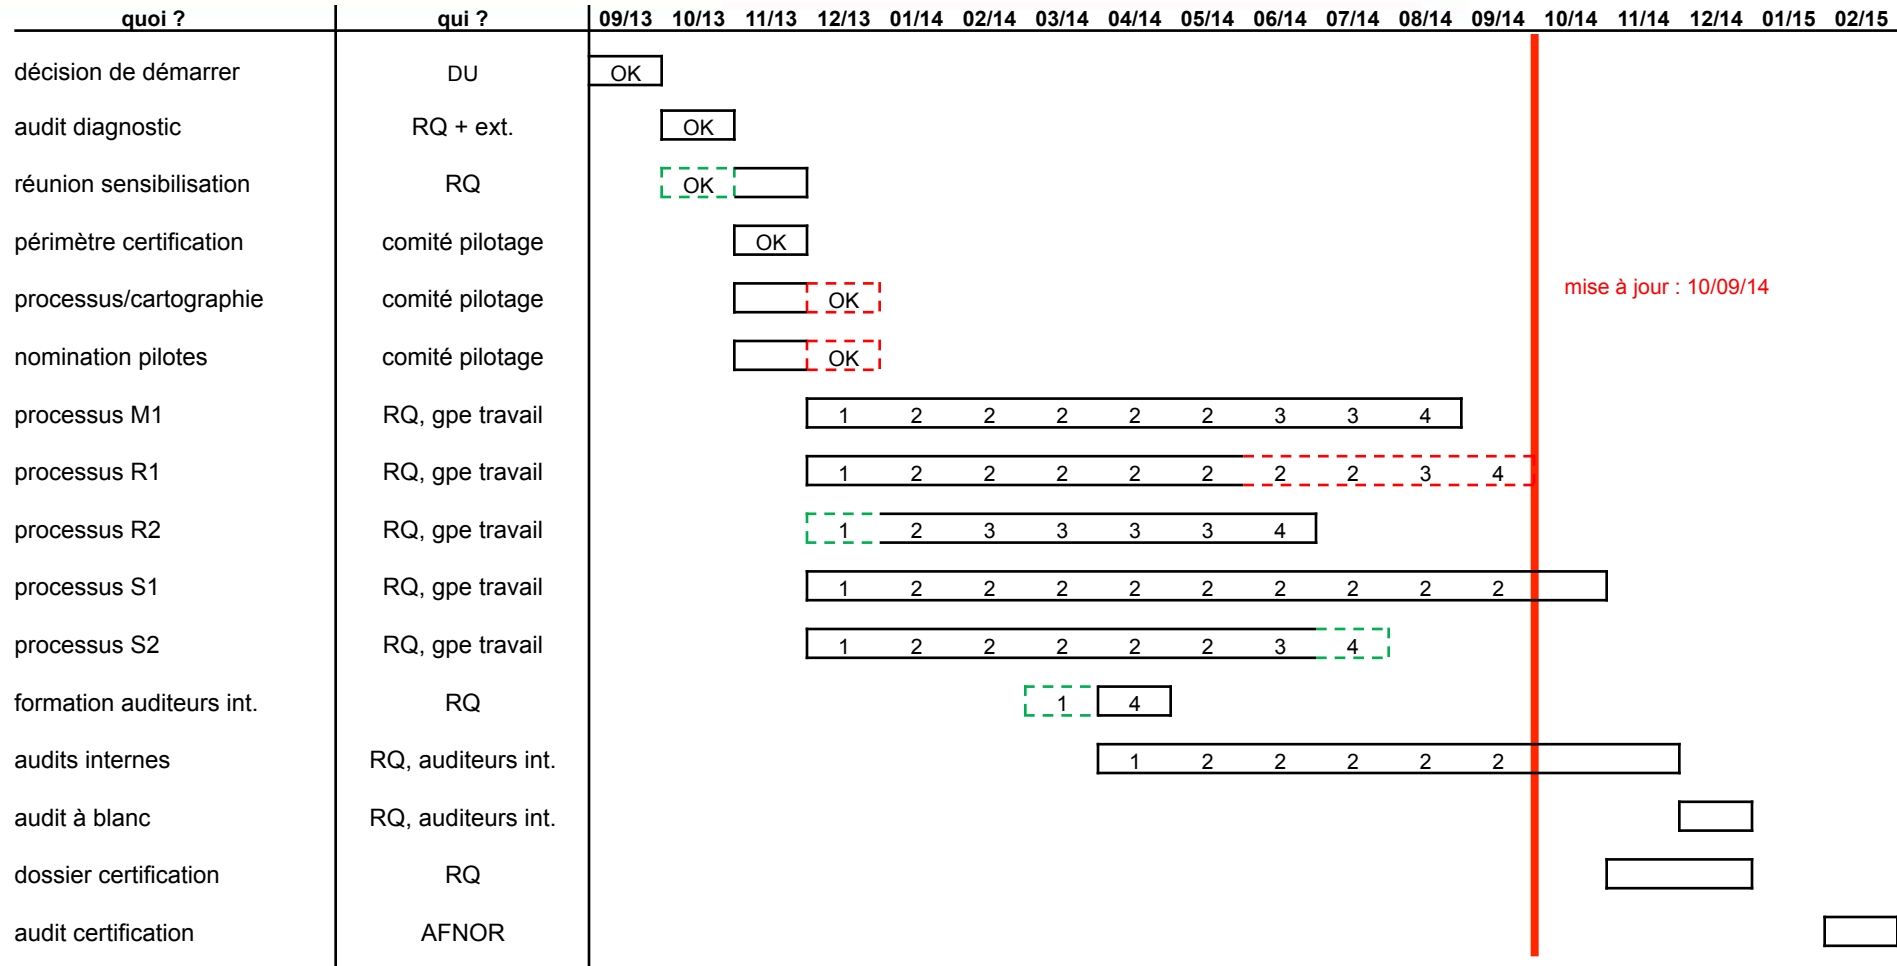 quoi ? qui ? 09/13 10/13 11/13 12/13 01/14 02/14 03/14 04/14 05/14 06/14 07/14 08/14 09/14 10/14 11/14 12/14 01/15 02/15
décision de démarrer DU OK
audit diagnostic RQ + ext. OK
réunion sensibilisation RQ OK
périmètre certification comité pilotage OK
mise à jour : 10/09/14
processus/cartographie comité pilotage OK
nomination pilotes comité pilotage OK
processus M1 RQ, gpe travail 1 2 2 2 2 2 3 3 4
processus R1 RQ, gpe travail 1 2 2 2 2 2 2 2 3 4
processus R2 RQ, gpe travail 1 2 3 3 3 3 4
processus S1 RQ, gpe travail 1 2 2 2 2 2 2 2 2 2
processus S2 RQ, gpe travail 1 2 2 2 2 2 3 4
formation auditeurs int. RQ 1 4
audits internes RQ, auditeurs int. 1 2 2 2 2 2
audit à blanc RQ, auditeurs int.
dossier certification RQ
audit certification AFNOR